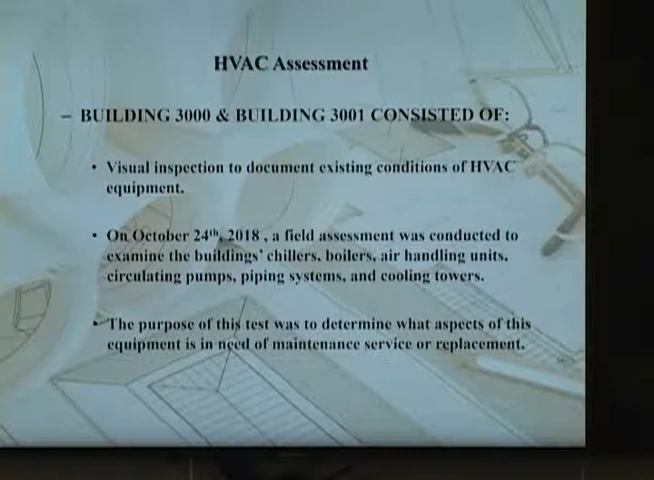 HVAC Assessment
– BUILDING 3000 & BUILDING 3001 CONSISTED OF:
• Visual inspection to document existing conditions of HVAC
equipment.
• On October 24th, 2018 , a field assessment was conducted to
examine the buildings' chillers, boilers, air handling units,
circulating pumps, piping systems, and cooling towers.
• The purpose of this test was to determine what aspects of this
equipment is in need of maintenance service or replacement.